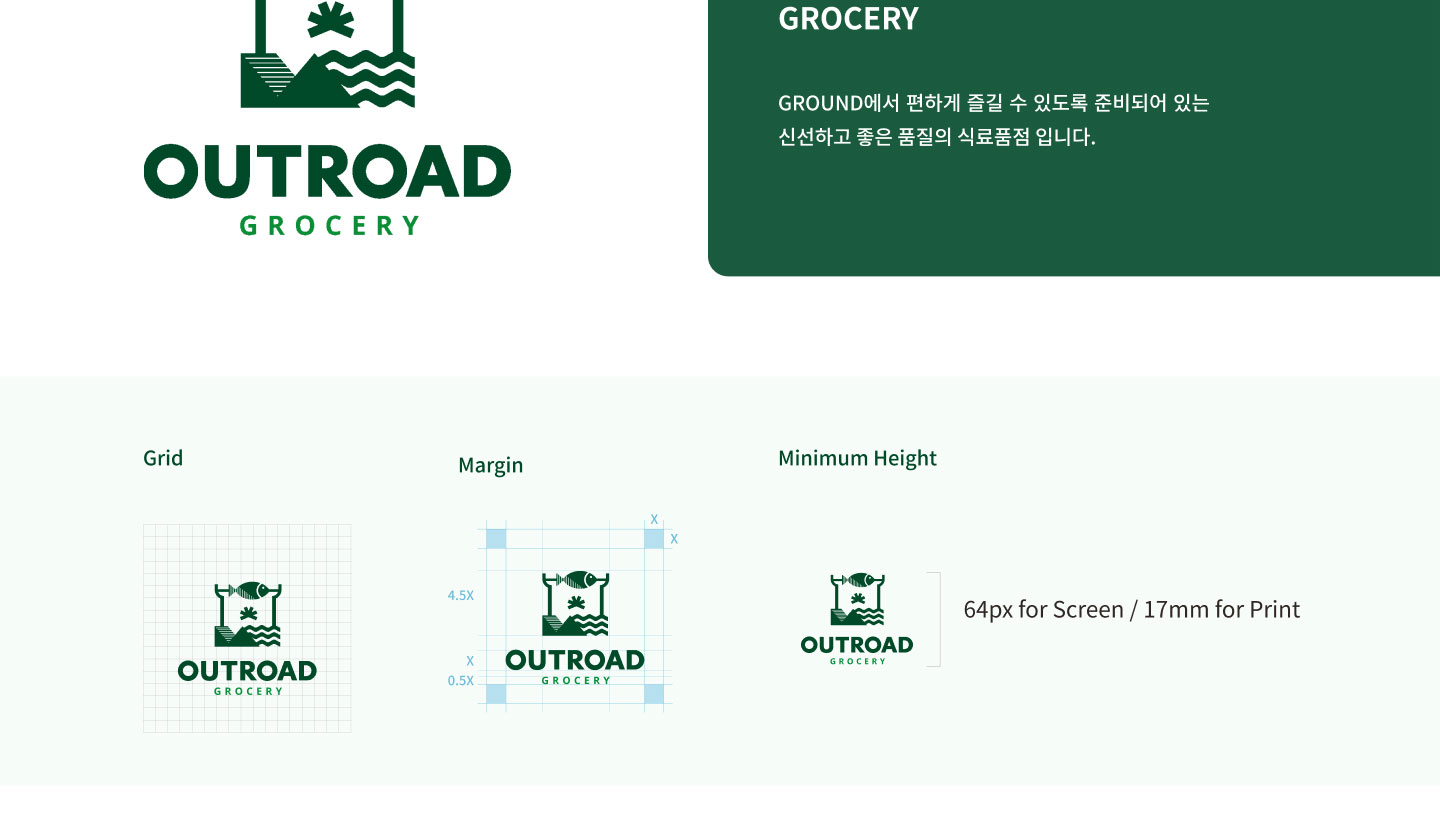 OUTROAD
GROCERY
GROCERY
GROUND에서 편하게 즐길 수 있도록 준비되어 있는
신선하고 좋은 품질의 식료품점 입니다.
Grid
OUTROAD
GROCERY
Margin
X
X
4.5X
X
0.5X
OUTROAD
GROCERY
Minimum Height
OUTROAD
GROCERY
64px for Screen / 17mm for Print